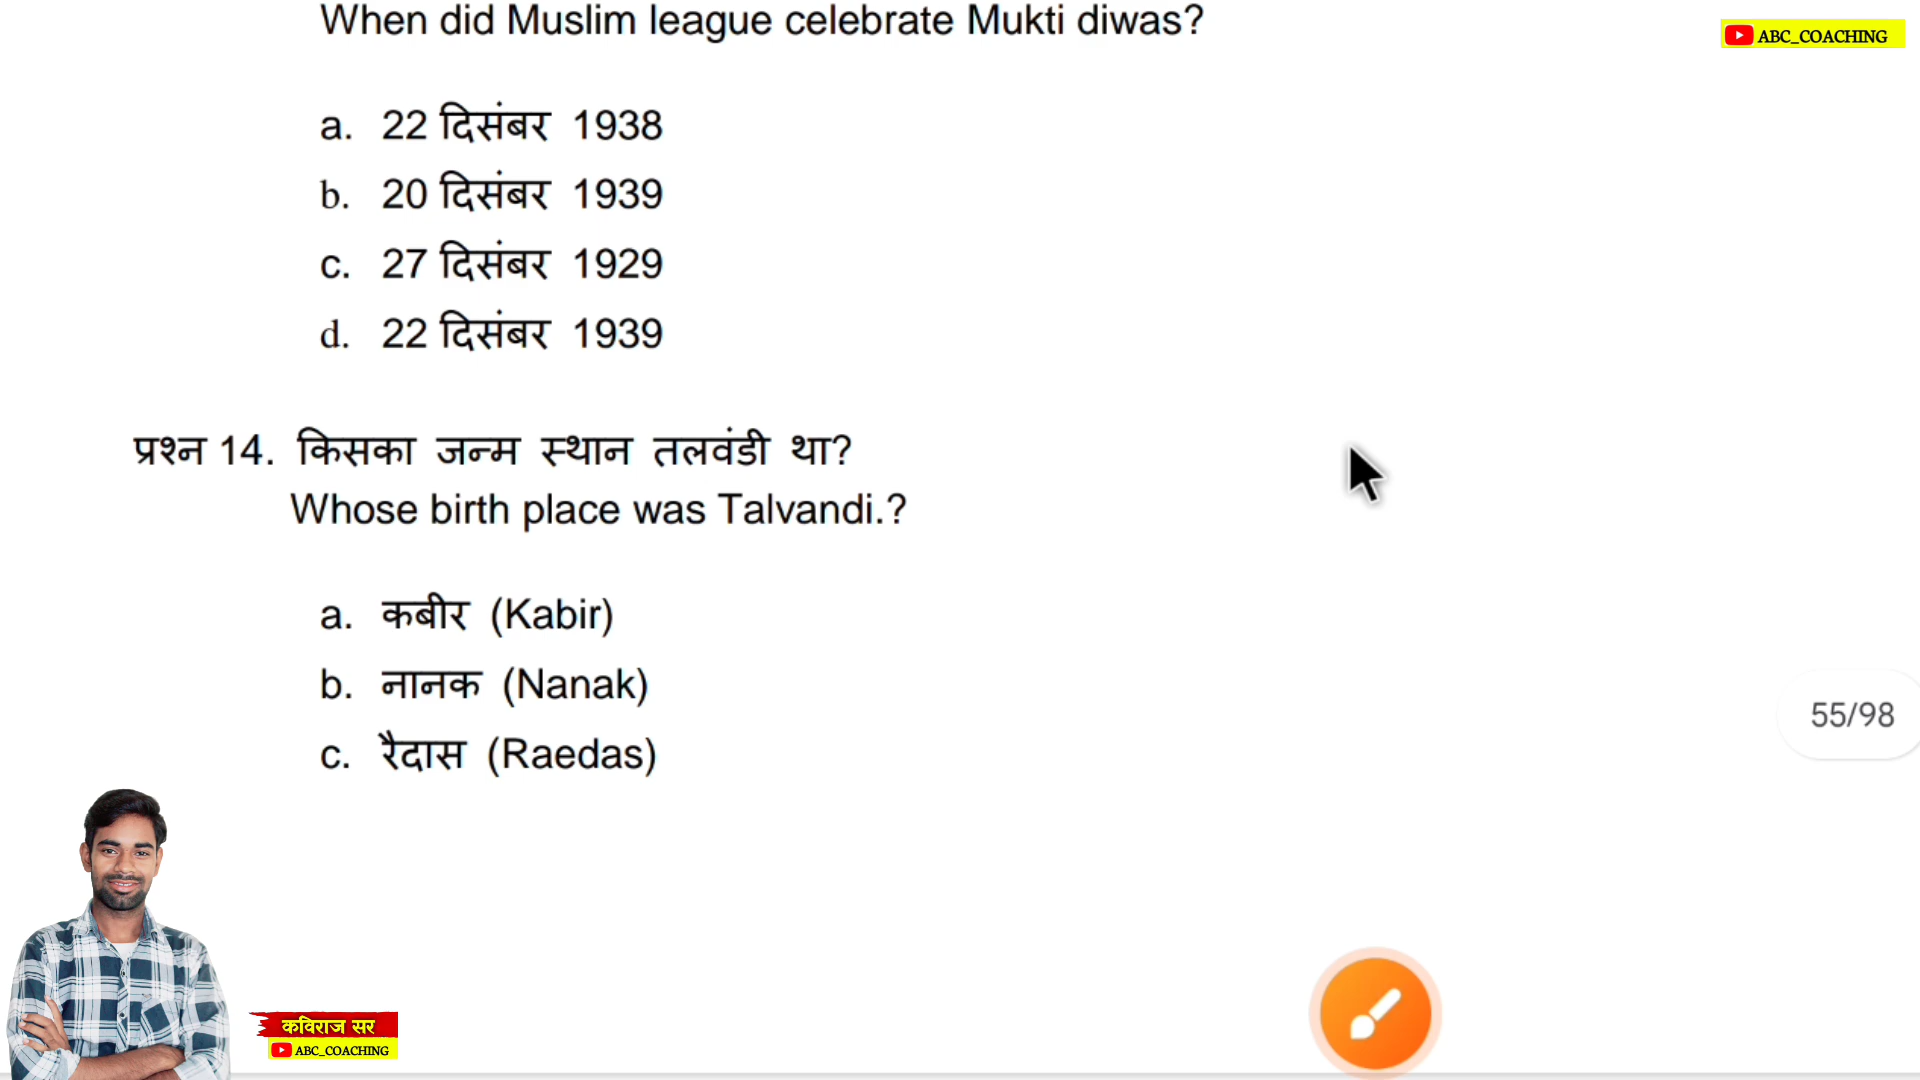 When did Muslim league celebrate Mukti diwas?
ABC_COACHING
a. 22 दिसंबर 1938
b. 20 दिसंबर 1939
c. 27 दिसंबर 1929
d. 22 दिसंबर 1939
प्रश्न 14. किसका जन्म स्थान तलवंडी था?
Whose birth place was Talvandi.?
a. कबीर (Kabir)
b. नानक (Nanak)
55/98
c. रैदास (Raedas)
कविराज सर
ABC_COACHING